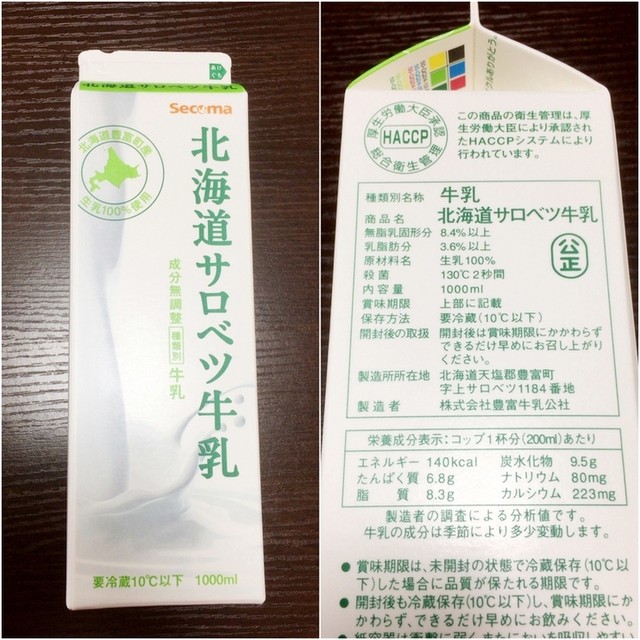 あけぐち
北海道サロベツ牛乳
Secoma
北海道豊富町産
生乳100%使用
北海道サロベツ牛乳
成分無調整
種類別
牛乳
要冷蔵10℃以下 1000ml
厚生労働大臣承認
HACCP
総合衛生管理
この商品の衛生管理は、厚
生労働大臣により承認され
たHACCPシステムにより
行われています。
種類別名称 牛乳
商品名 北海道サロベツ牛乳
無脂乳固形分 8.4%以上
乳脂肪分 3.6%以上
原材料名 生乳100%
殺菌 130℃2秒間
内容量 1000ml
賞味期限 上部に記載
保存方法 要冷蔵(10℃以下)
開封後の取扱 開封後は賞味期限にかかわらず
できるだけ早めにお召し上がり
ください。
製造所所在地 北海道天塩郡豊富町
字上サロベツ1184番地
製造者 株式会社豊富牛乳公社
公正
栄養成分表示:コップ1杯分(200ml)あたり
エネルギー 140kcal 炭水化物 9.5g
たんぱく質 6.8g ナトリウム 80mg
脂質 8.3g カルシウム 223mg
製造者の調査による分析値です。
牛乳の成分は季節により多少変動します。
● 賞味期限は、未開封の状態で冷蔵保存(10℃以
下)した場合に品質が保たれる期限です。
● 開封後も冷蔵保存(10℃以下)し、賞味期限にか
かわらず、できるだけ早めにお飲みください。